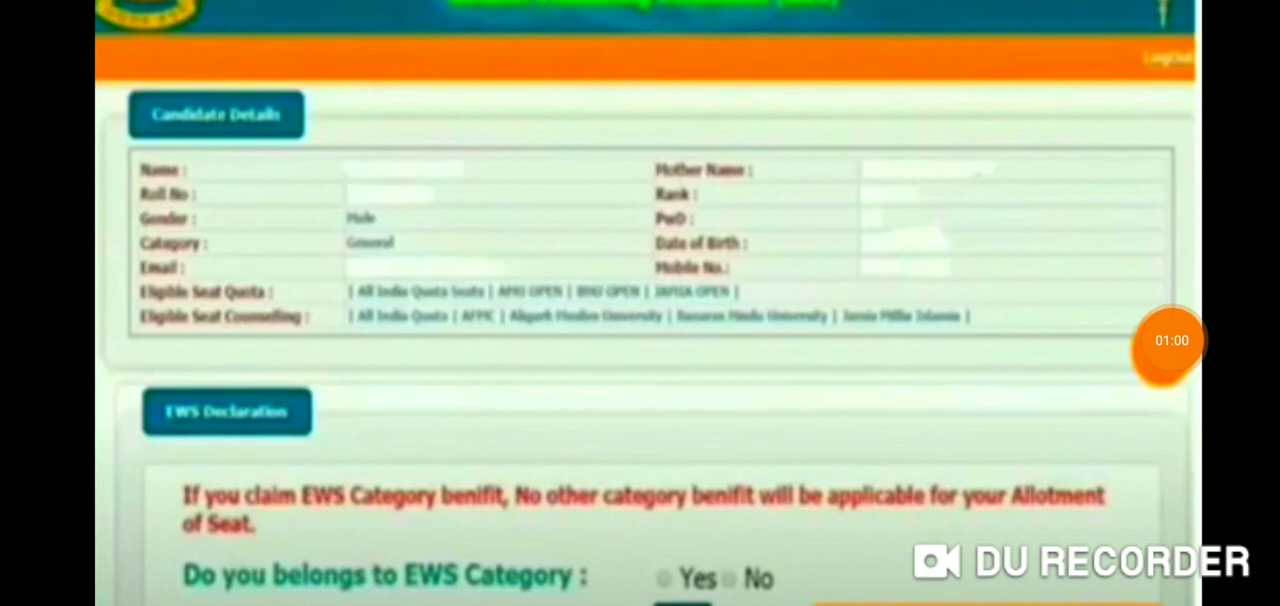 LogOut
Candidate Details
Name : Mother Name :
Roll No : Rank :
Gender : Male PwD :
Category : General Date of Birth :
Email : Mobile No.:
Eligible Seat Quota : | All India Quota Seats | AMU OPEN | BHU OPEN | JAMIA OPEN |
Eligible Seat Counselling : | All India Quota | AFMC | Aligarh Muslim University | Banaras Hindu University | Jamia Millia Islamia |
01:00
EWS Declaration
If you claim EWS Category benifit, No other category benifit will be applicable for your Allotment
of Seat.
Do you belongs to EWS Category : Yes No
DU RECORDER